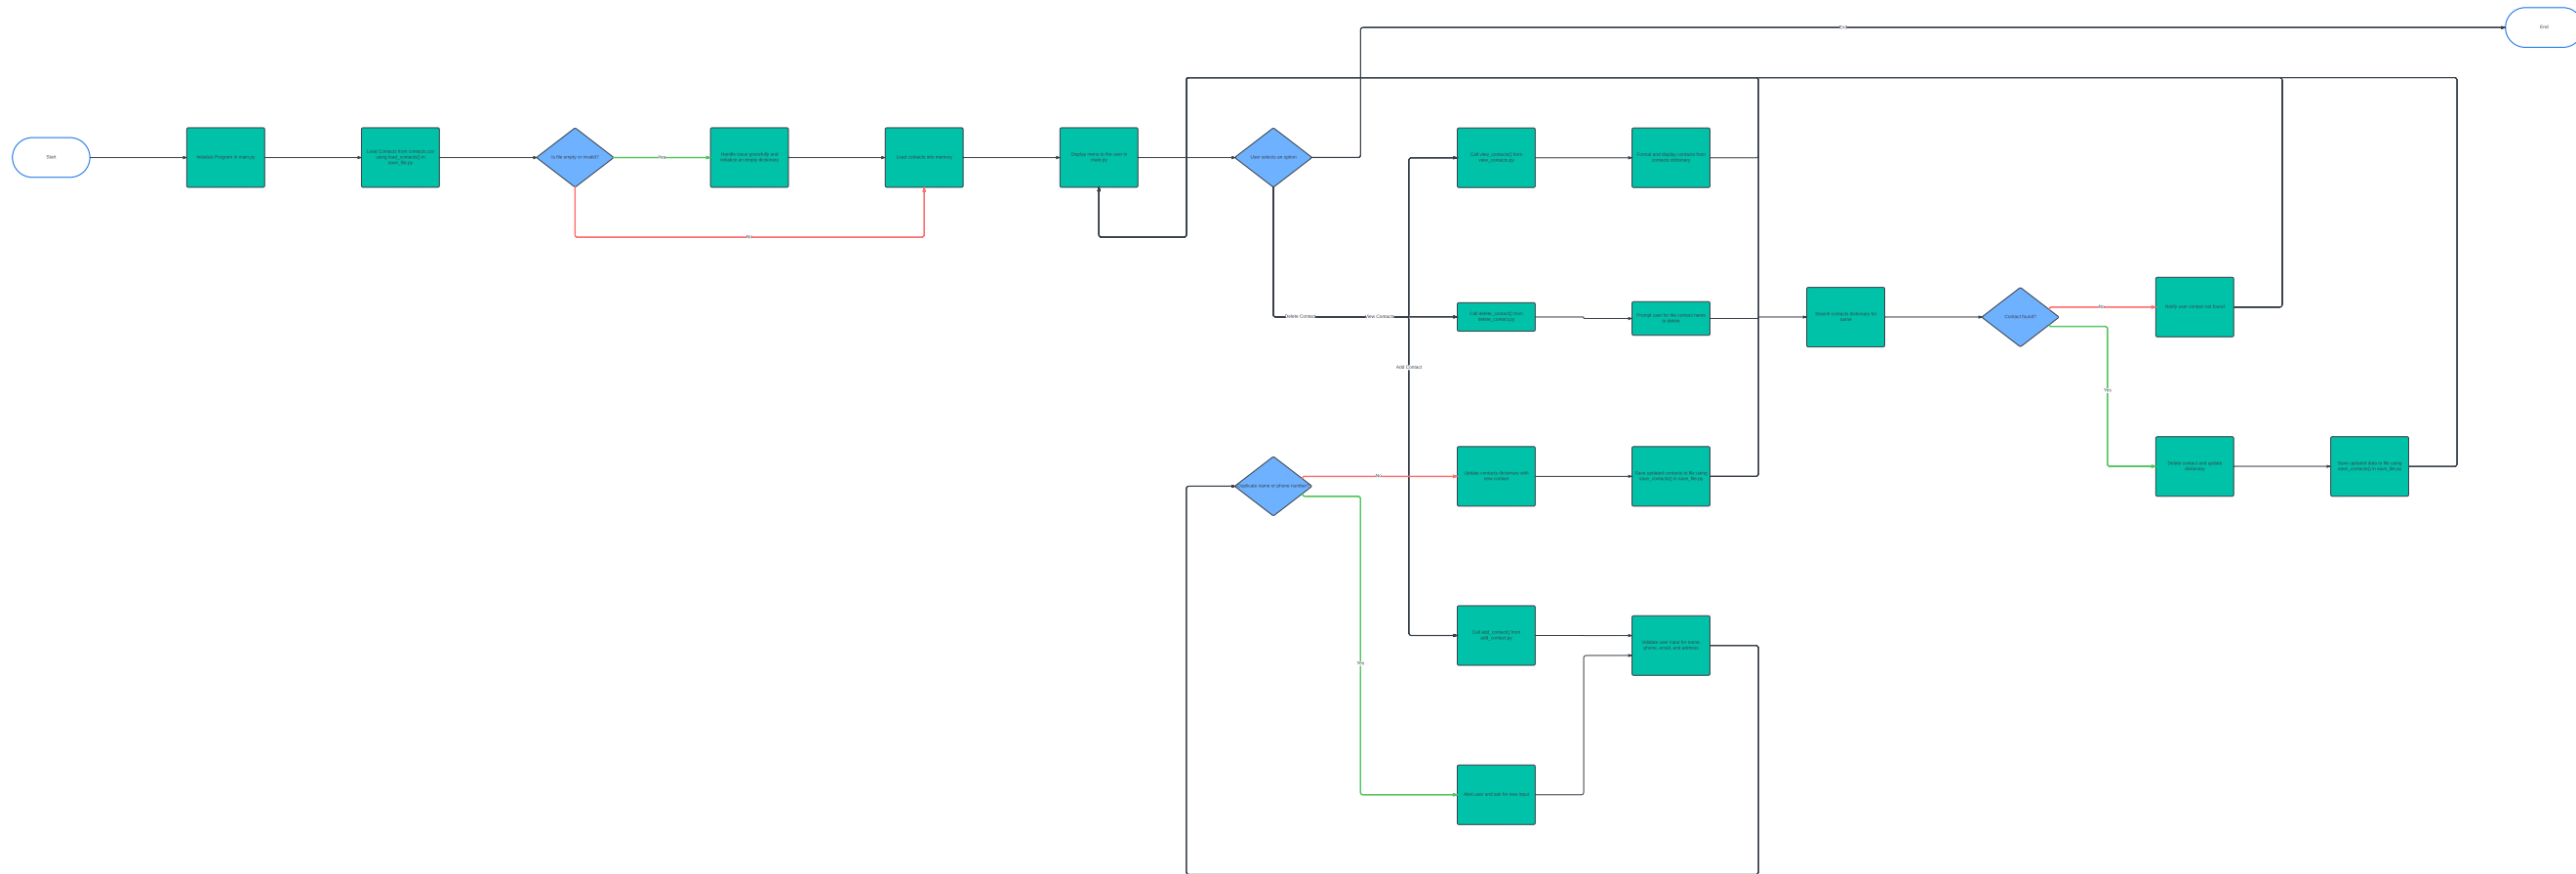 Exit
End
Start
Initialize Program in main.py
Load Contacts from contacts.csv
using load_contacts() in
save_file.py
Is file empty or invalid?
Yes
Handle issue gracefully and
initialize an empty dictionary
Load contacts into memory
Display menu to the user in
main.py
User selects an option
Call view_contacts() from
view_contacts.py
Format and display contacts from
contacts dictionary
No
Delete Contact
View Contacts
Call delete_contact() from
delete_contact.py
Prompt user for the contact name
to delete
Search contacts dictionary for
name
Contact found?
No
Notify user contact not found
Add Contact
Yes
Duplicate name or phone number?
No
Update contacts dictionary with
new contact
Save updated contacts to file using
save_contacts() in save_file.py
Delete contact and update
dictionary
Save updated data to file using
save_contacts() in save_file.py
Call add_contact() from
add_contact.py
Validate user input for name,
phone, email, and address
Yes
Alert user and ask for new input